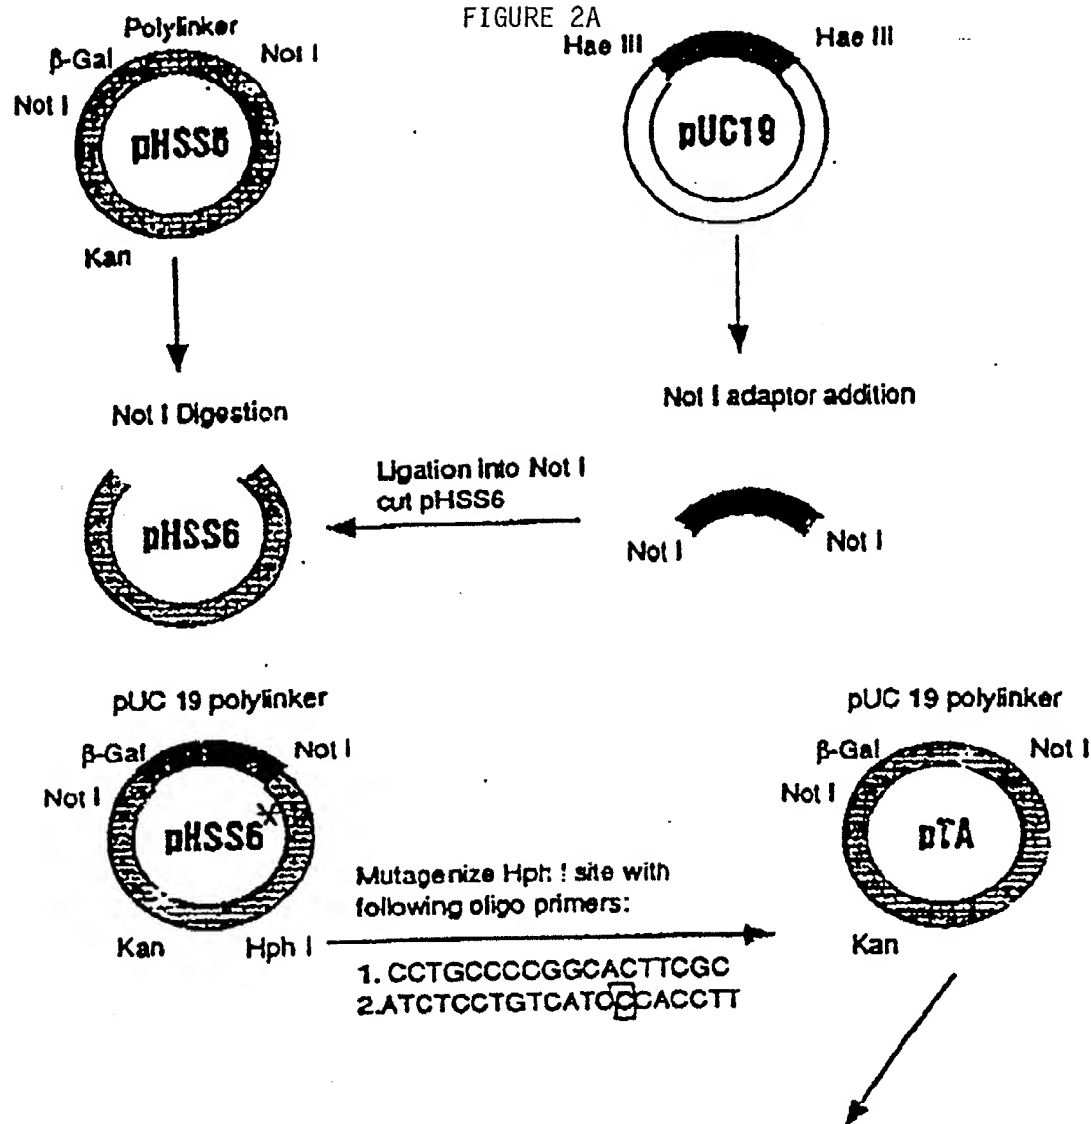 FIGURE 2A
Polylinker
β-Gal
Not I
Not I
pHSS6
Kan
Hae III
Hae III
pUC19
Not I Digestion
Not I adaptor addition
pHSS6
Ligation into Not I
cut pHSS6
Not I
Not I
pUC 19 polylinker
β-Gal
Not I
Not I
pHSS6*
Kan
Hph I
Mutagenize Hph I site with
following oligo primers:
1. CCTGCCCCGGCACTTCGC
2.ATCTCCTGTCATCCCACCTT
pUC 19 polylinker
β-Gal
Not I
Not I
pTA
Kan